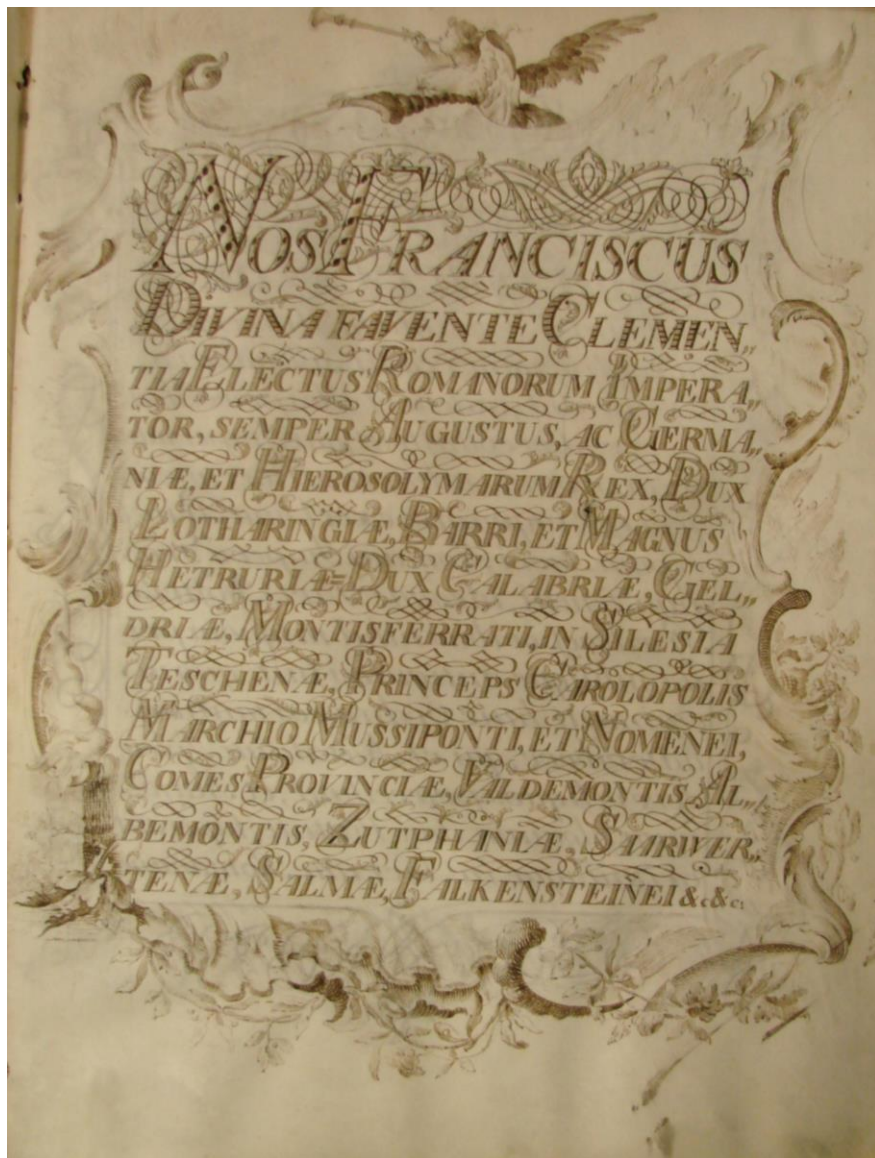 NOS FRANCISCUS
DIVINA FAVENTE CLEMEN,,
TIA ELECTUS ROMANORUM IMPERA,,
TOR, SEMPER AUGUSTUS, AC GERMA,,
NIÆ, ET HIEROSOLYMARUM REX, DUX
LOTHARINGIÆ, BARRI, ET MAGNUS
HETRURIÆ=DUX CALABRIÆ, GEL,,
DRIÆ, MONTISFERRATI, IN SILESIA
TESCHENÆ, PRINCEPS CAROLOPOLIS
MARCHIO MUSSIPONTI, ET NOMENEI,
COMES PROVINCIÆ, VALDEMONTIS, AL,,
BEMONTIS, ZUTPHANIÆ, SAARWER,,
TENÆ, SALMÆ, FALKENSTEINEI &c &c: